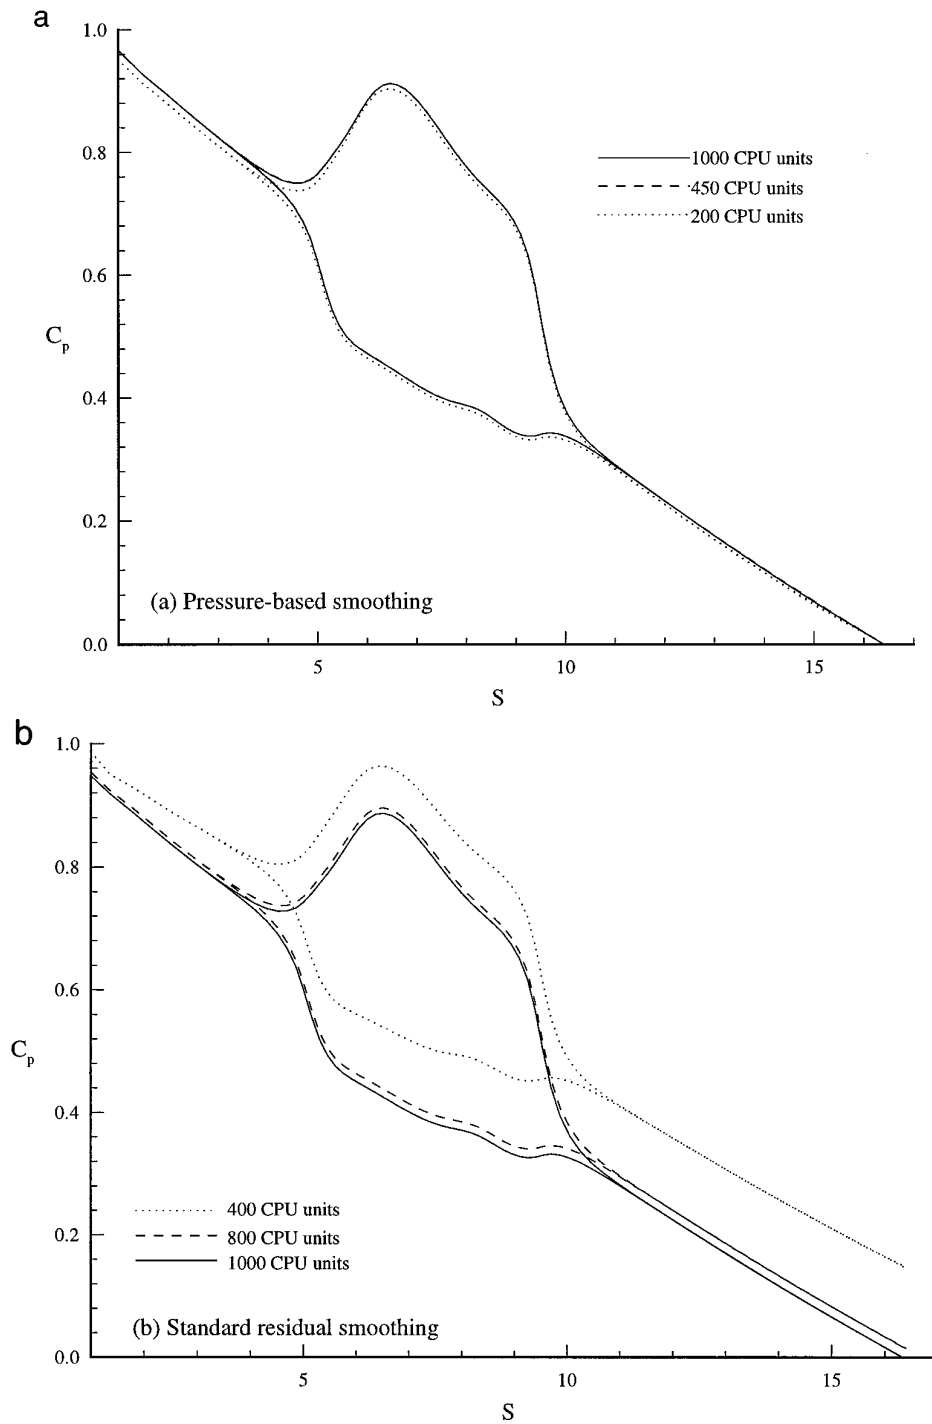 a
1.0
0.8
0.6
0.4
0.2
0.0
C_p
1000 CPU units
450 CPU units
200 CPU units
(a) Pressure-based smoothing
5
10
15
S
b
1.0
0.8
0.6
0.4
0.2
0.0
C_p
400 CPU units
800 CPU units
1000 CPU units
(b) Standard residual smoothing
5
10
15
S